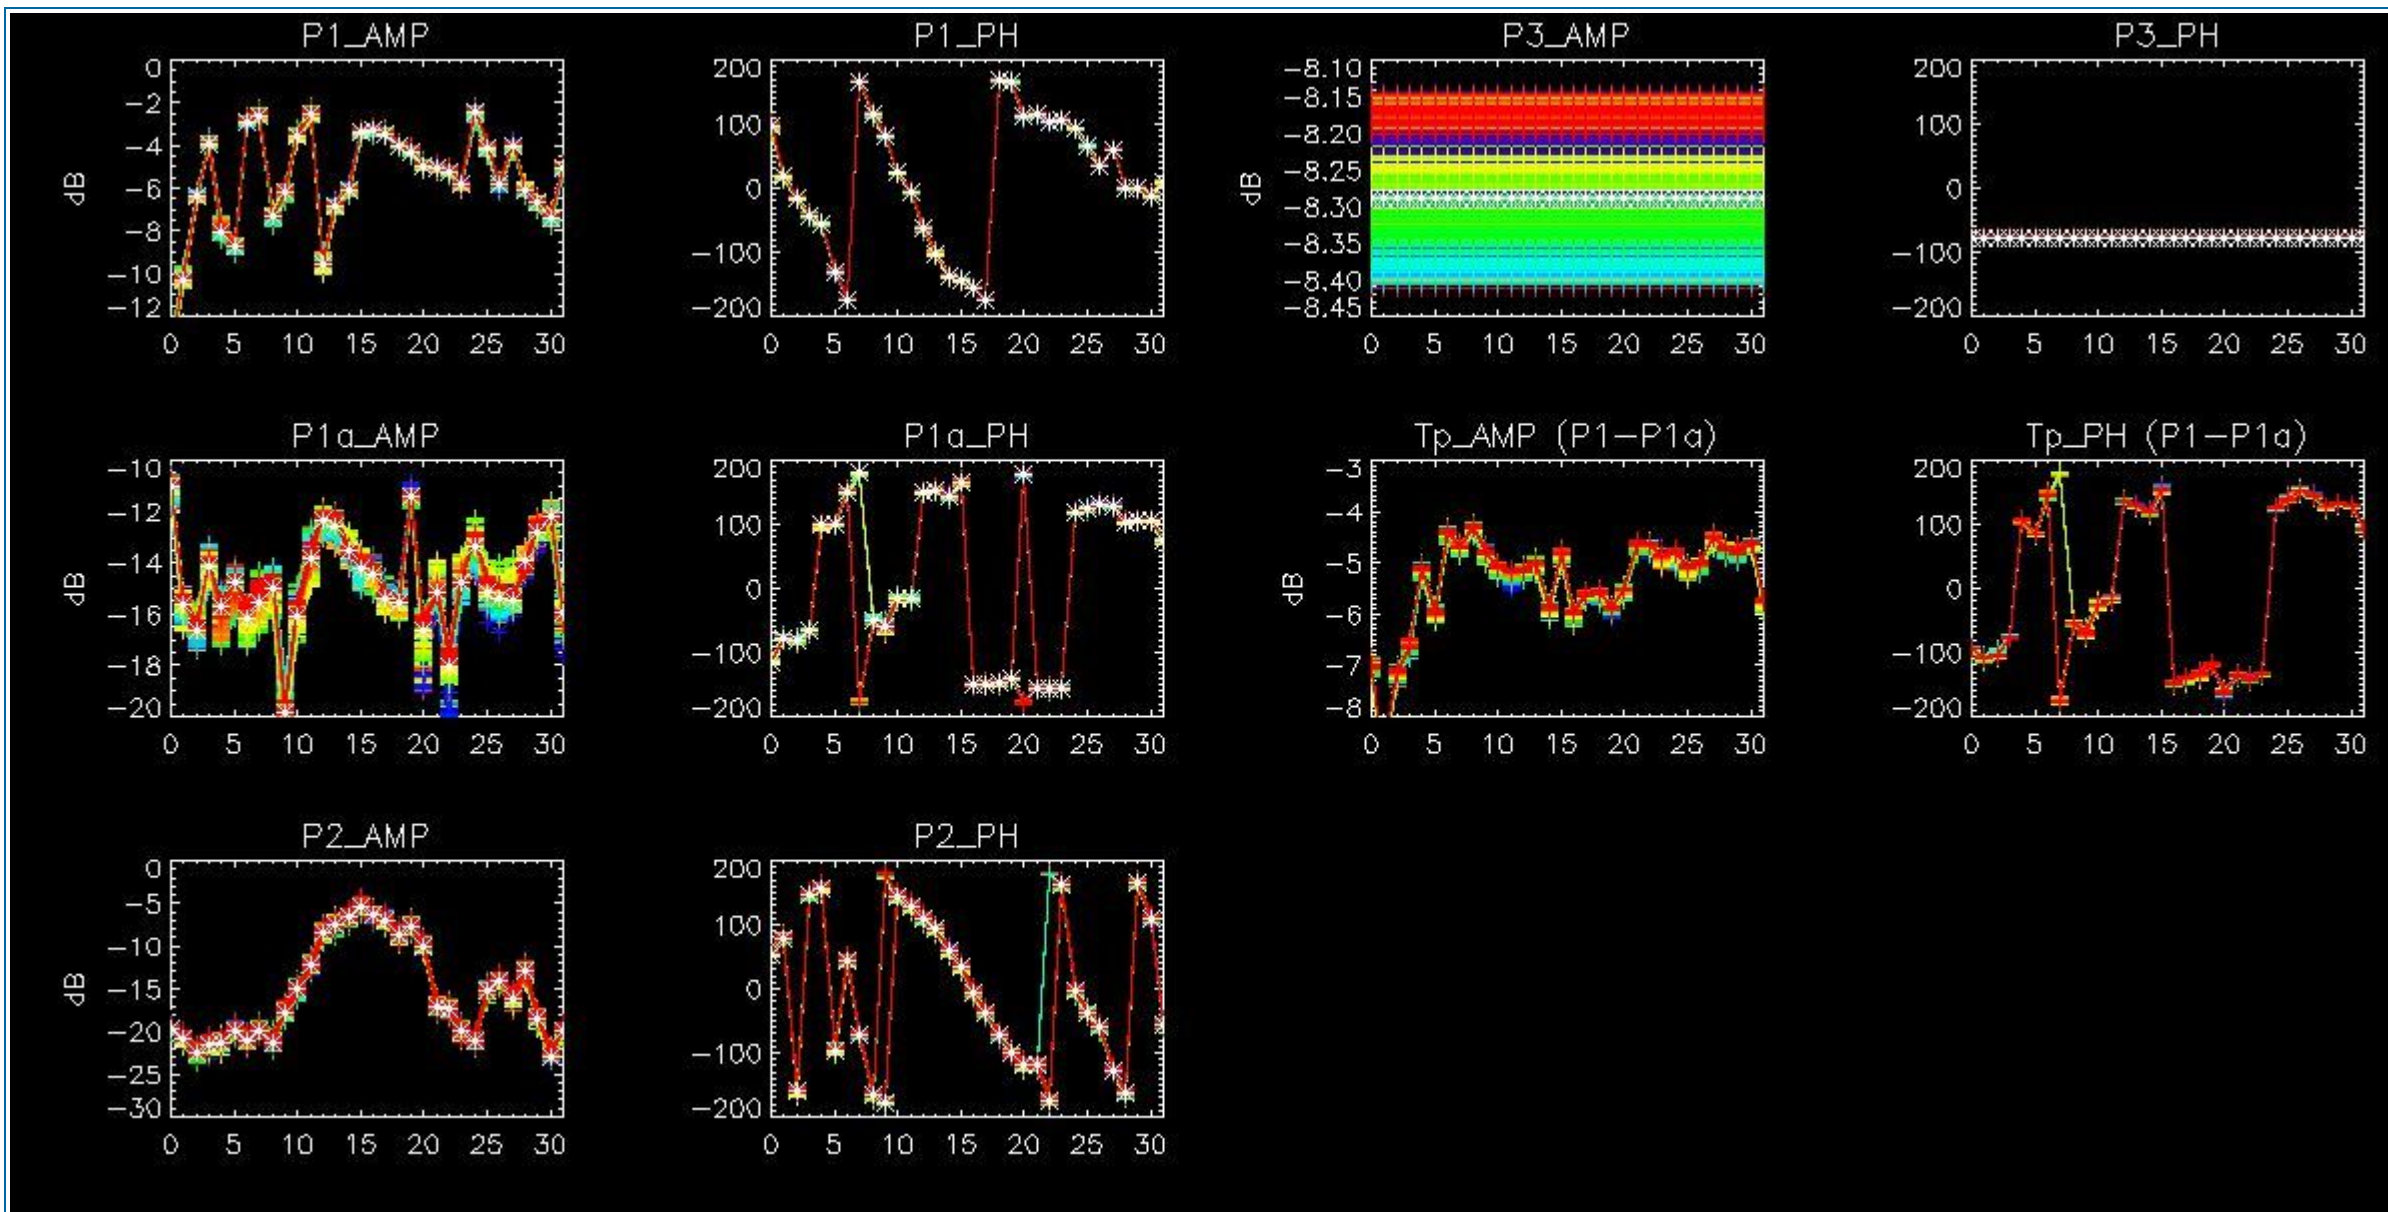 P1_AMP
0
−2
−4
−6
−8
−10
−12
dB
0 5 10 15 20 25 30
P1_PH
200
100
0
−100
−200
0 5 10 15 20 25 30
P3_AMP
−8.10
−8.15
−8.20
−8.25
−8.30
−8.35
−8.40
−8.45
dB
0 5 10 15 20 25 30
P3_PH
200
100
0
−100
−200
0 5 10 15 20 25 30
P1a_AMP
−10
−12
−14
−16
−18
−20
dB
0 5 10 15 20 25 30
P1a_PH
200
100
0
−100
−200
0 5 10 15 20 25 30
Tp_AMP (P1−P1a)
−3
−4
−5
−6
−7
−8
dB
0 5 10 15 20 25 30
Tp_PH (P1−P1a)
200
100
0
−100
−200
0 5 10 15 20 25 30
P2_AMP
0
−5
−10
−15
−20
−25
−30
dB
0 5 10 15 20 25 30
P2_PH
200
100
0
−100
−200
0 5 10 15 20 25 30